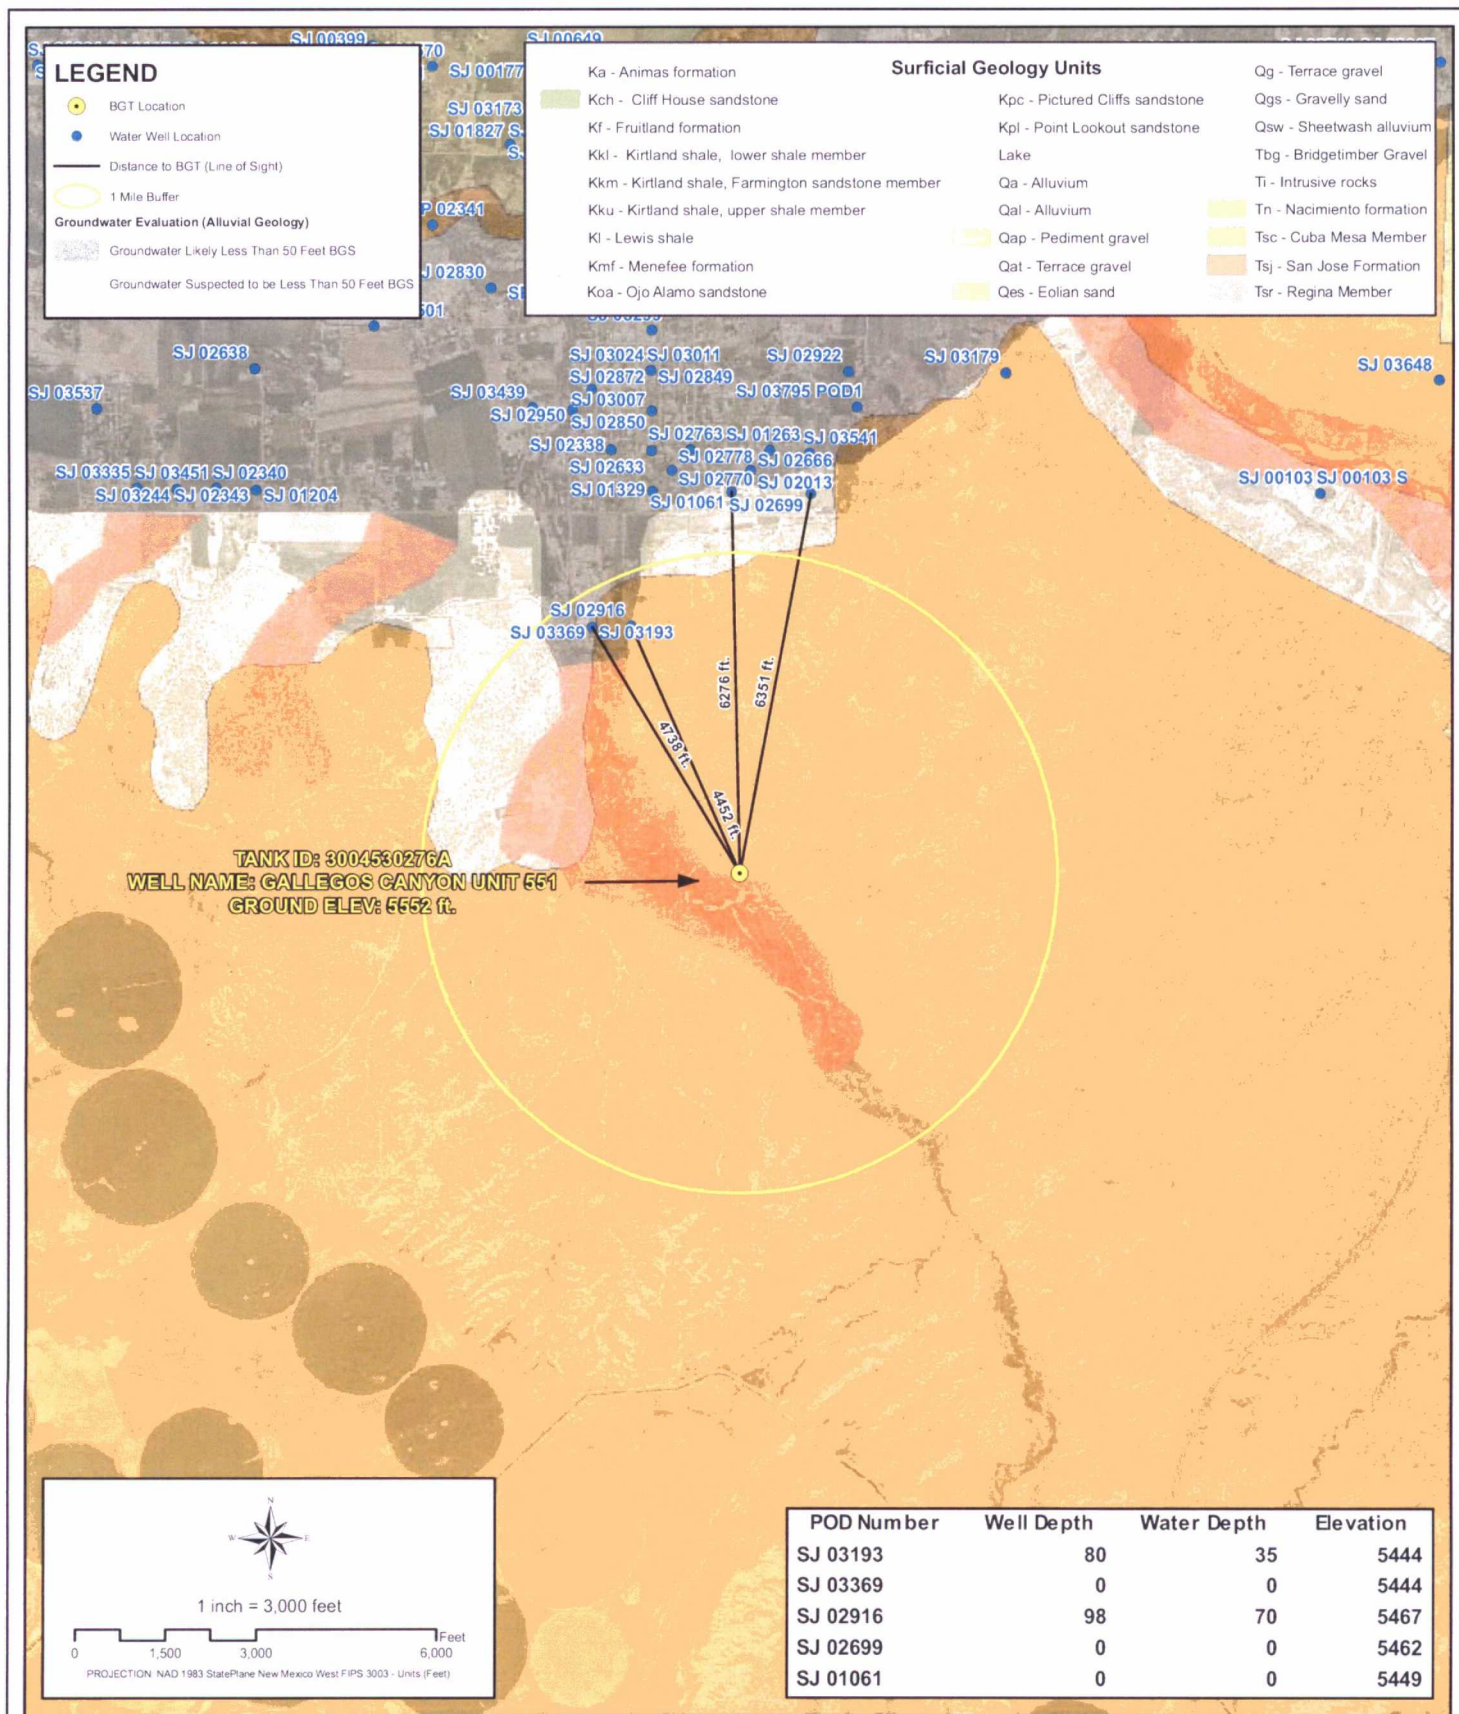 LEGEND
BGT Location
Water Well Location
Distance to BGT (Line of Sight)
1 Mile Buffer
Groundwater Evaluation (Alluvial Geology)
Groundwater Likely Less Than 50 Feet BGS
Groundwater Suspected to be Less Than 50 Feet BGS
Surficial Geology Units
Ka - Animas formation
Kch - Cliff House sandstone
Kf - Fruitland formation
Kkl - Kirtland shale, lower shale member
Kkm - Kirtland shale, Farmington sandstone member
Kku - Kirtland shale, upper shale member
Kl - Lewis shale
Kmf - Menefee formation
Koa - Ojo Alamo sandstone
Kpc - Pictured Cliffs sandstone
Kpl - Point Lookout sandstone
Lake
Qa - Alluvium
Qal - Alluvium
Qap - Pediment gravel
Qat - Terrace gravel
Qes - Eolian sand
Qg - Terrace gravel
Qgs - Gravelly sand
Qsw - Sheetwash alluvium
Tbg - Bridgetimber Gravel
Ti - Intrusive rocks
Tn - Nacimiento formation
Tsc - Cuba Mesa Member
Tsj - San Jose Formation
Tsr - Regina Member
SJ 00399
SJ 00649
SJ 00177
SJ 03173
SJ 01827
P 02341
J 02830
SJ 02638
SJ 03024 SJ 03011
SJ 02922
SJ 03179
SJ 03648
SJ 03537
SJ 02872
SJ 02849
SJ 03439
SJ 03007
SJ 03795 POD1
SJ 02950
SJ 02850
SJ 02338
SJ 02763 SJ 01263 SJ 03541
SJ 02633
SJ 02778
SJ 02666
SJ 03335 SJ 03451 SJ 02340
SJ 02770
SJ 02013
SJ 00103 SJ 00103 S
SJ 03244 SJ 02343
SJ 01204
SJ 01329
SJ 01061
SJ 02699
SJ 02916
SJ 03369
SJ 03193
6276 ft.
6351 ft.
4738 ft.
4452 ft.
TANK ID: 3004530276A
WELL NAME: GALLEGOS CANYON UNIT 551
GROUND ELEV: 5552 ft.
N
W E
S
1 inch = 3,000 feet
Feet
0 1,500 3,000 6,000
PROJECTION: NAD 1983 StatePlane New Mexico West FIPS 3003 - Units (Feet)
POD Number Well Depth Water Depth Elevation
SJ 03193 80 35 5444
SJ 03369 0 0 5444
SJ 02916 98 70 5467
SJ 02699 0 0 5462
SJ 01061 0 0 5449